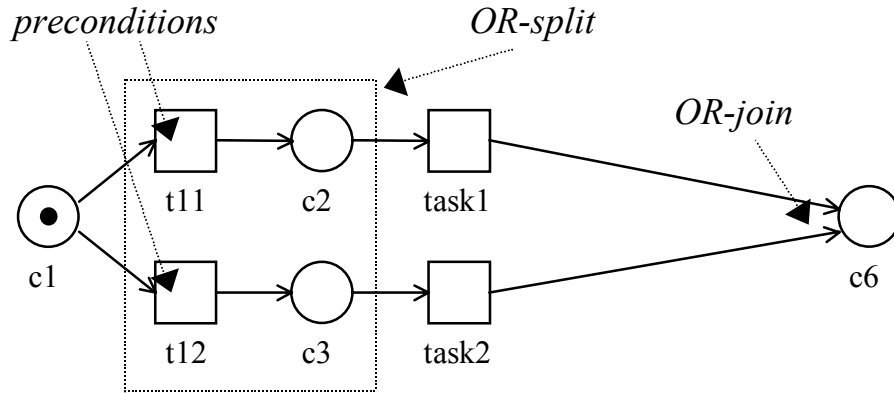 preconditions
OR-split
OR-join
t11
c2
task1
c1
c6
t12
c3
task2